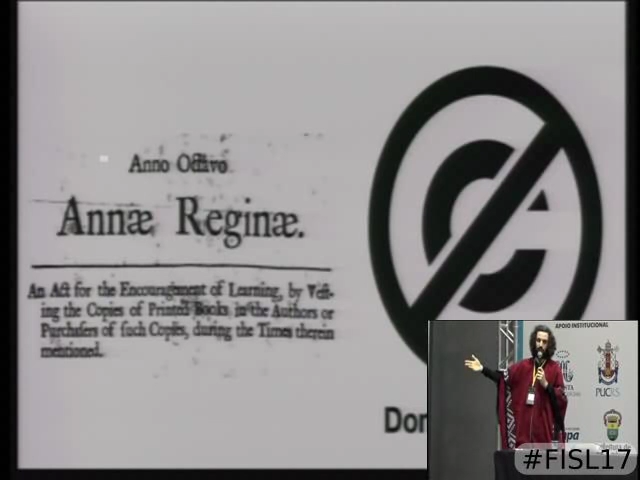 Anno Octavo
Annæ Reginæ.
An Act for the Encouragement of Learning, by Vest-
ing the Copies of Printed Books in the Authors or
Purchasers of such Copies, during the Times therein
mentioned.
Dor
APOIO INSTITUCIONAL
PUCRS
#FISL17